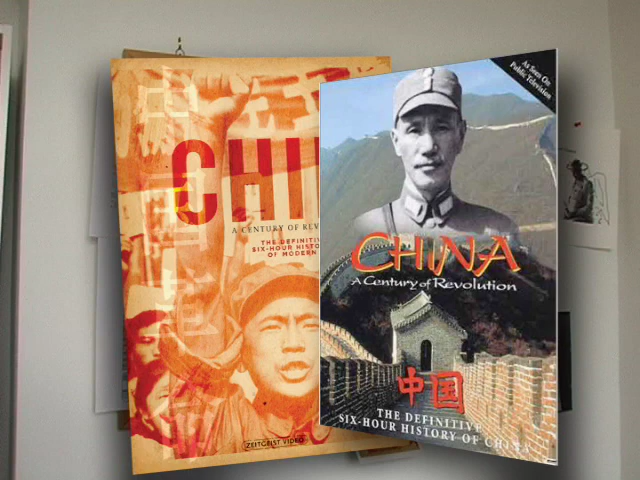 CHI
A CENTURY OF REV
THE DEFINITIV
SIX-HOUR HISTO
OF MODERN
ZEITGEIST VIDEO
As Seen On
Public Television
CHINA
A Century of Revolution
中国
THE DEFINITIVE
SIX-HOUR HISTORY OF CHINA